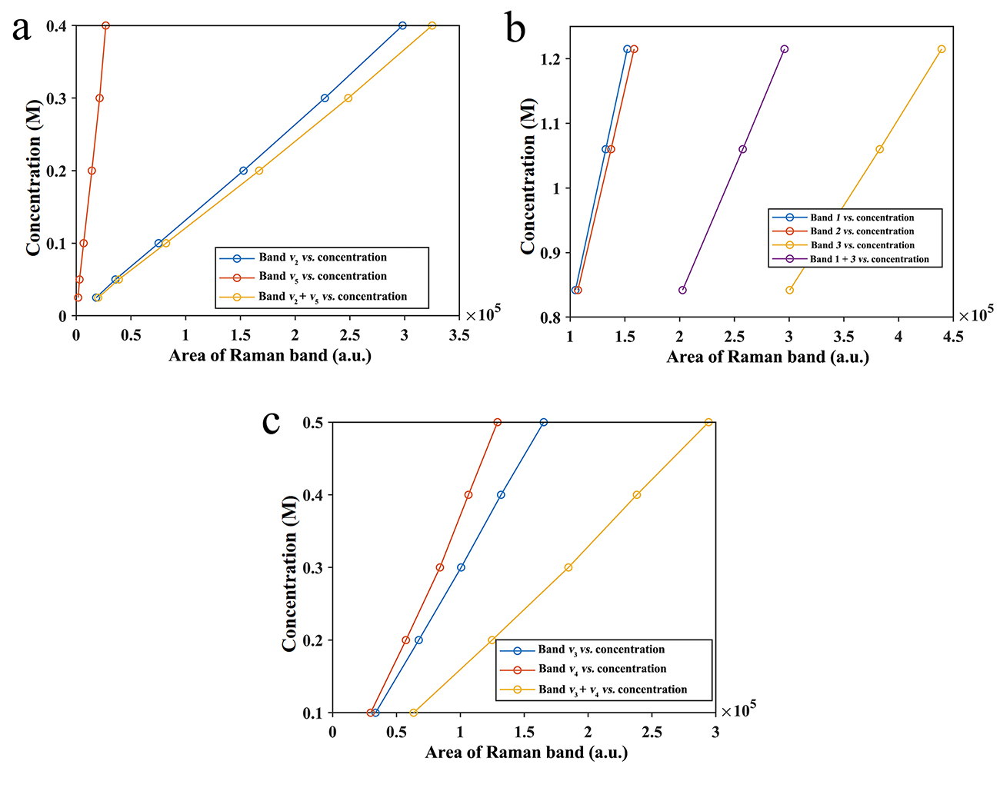 a
0.4
0.3
0.2
0.1
0
Concentration (M)
Band v2 vs. concentration
Band v5 vs. concentration
Band v2 + v5 vs. concentration
0 0.5 1 1.5 2 2.5 3 3.5
×10^5
Area of Raman band (a.u.)
b
1.2
1.1
1
0.9
0.8
Concentration (M)
Band 1 vs. concentration
Band 2 vs. concentration
Band 3 vs. concentration
Band 1 + 3 vs. concentration
1 1.5 2 2.5 3 3.5 4 4.5
×10^5
Area of Raman band (a.u.)
c
0.5
0.4
0.3
0.2
0.1
Concentration (M)
Band v3 vs. concentration
Band v4 vs. concentration
Band v3 + v4 vs. concentration
0 0.5 1 1.5 2 2.5 3
×10^5
Area of Raman band (a.u.)